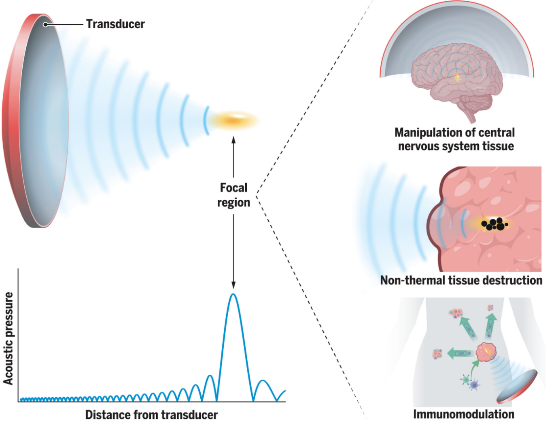 Transducer
Focal
region
Acoustic pressure
Distance from transducer
Manipulation of central
nervous system tissue
Non-thermal tissue destruction
Immunomodulation